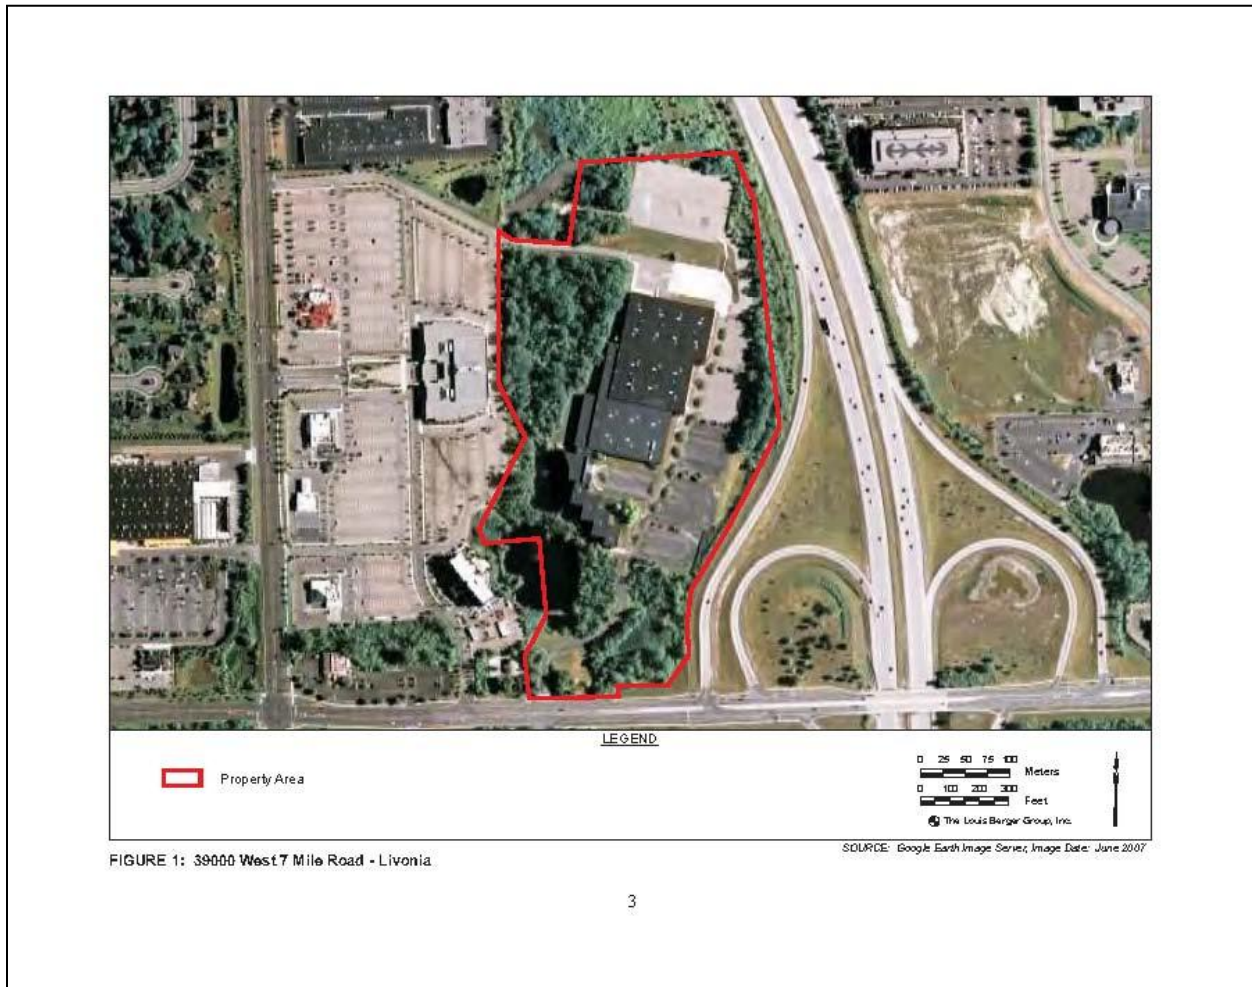 LEGEND
Property Area
0 25 50 75 100
Meters
0 100 200 300
Feet
The Louis Berger Group, Inc.
FIGURE 1: 39000 West 7 Mile Road - Livonia
SOURCE: Google Earth Image Server, Image Date: June 2007
3